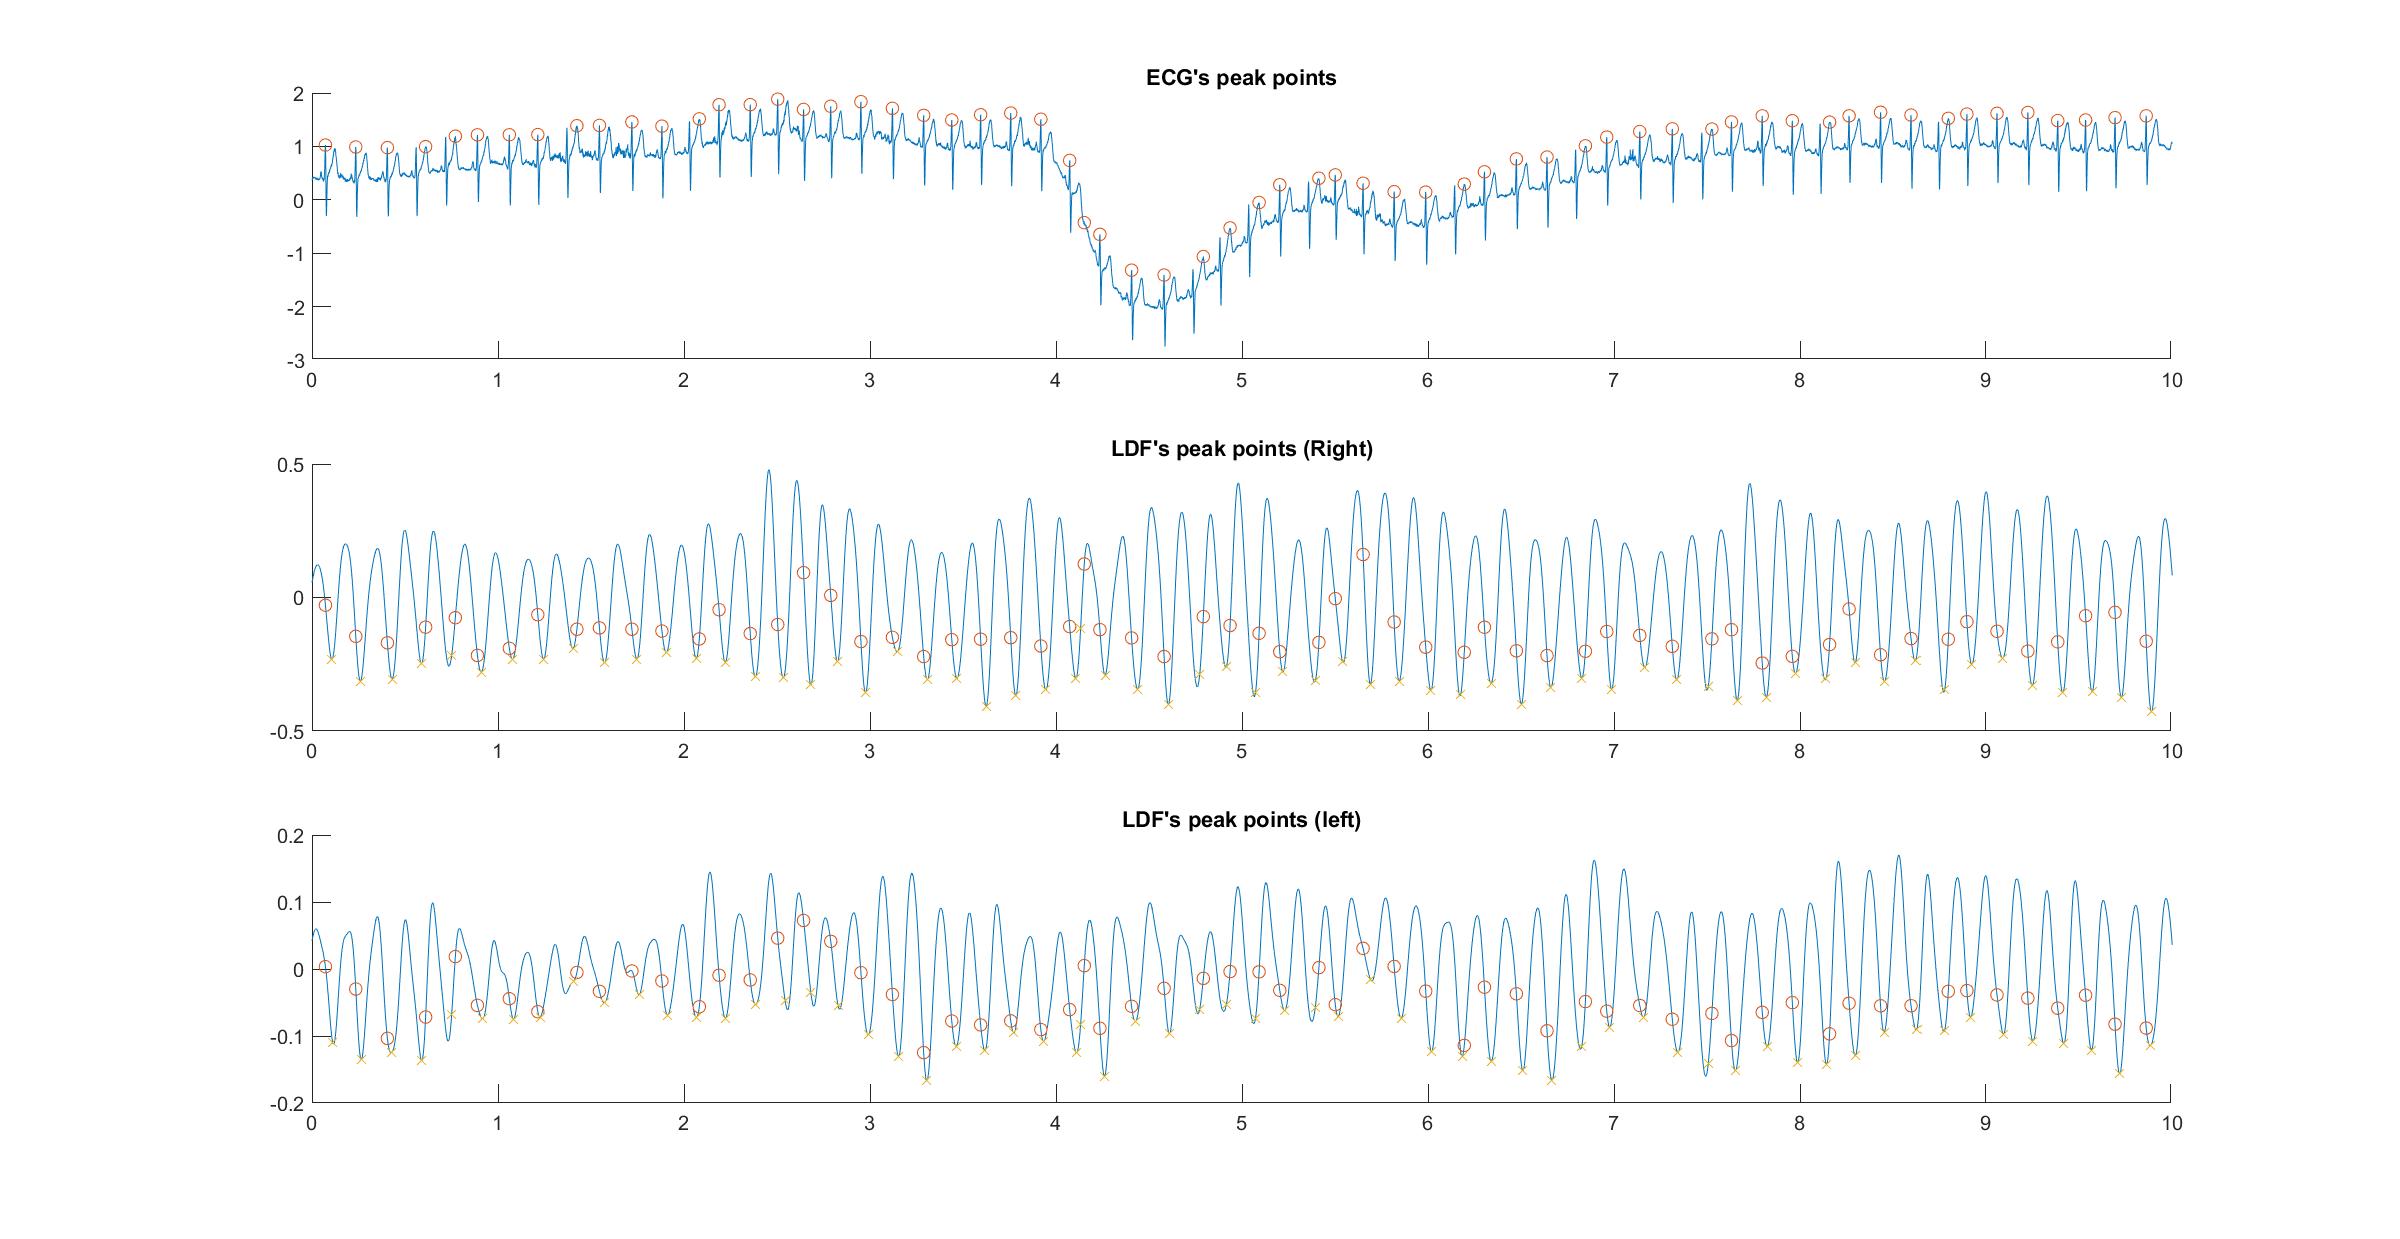 ECG's peak points
2
1
0
-1
-2
-3
0 1 2 3 4 5 6 7 8 9 10
LDF's peak points (Right)
0.5
0
-0.5
0 1 2 3 4 5 6 7 8 9 10
LDF's peak points (left)
0.2
0.1
0
-0.1
-0.2
0 1 2 3 4 5 6 7 8 9 10